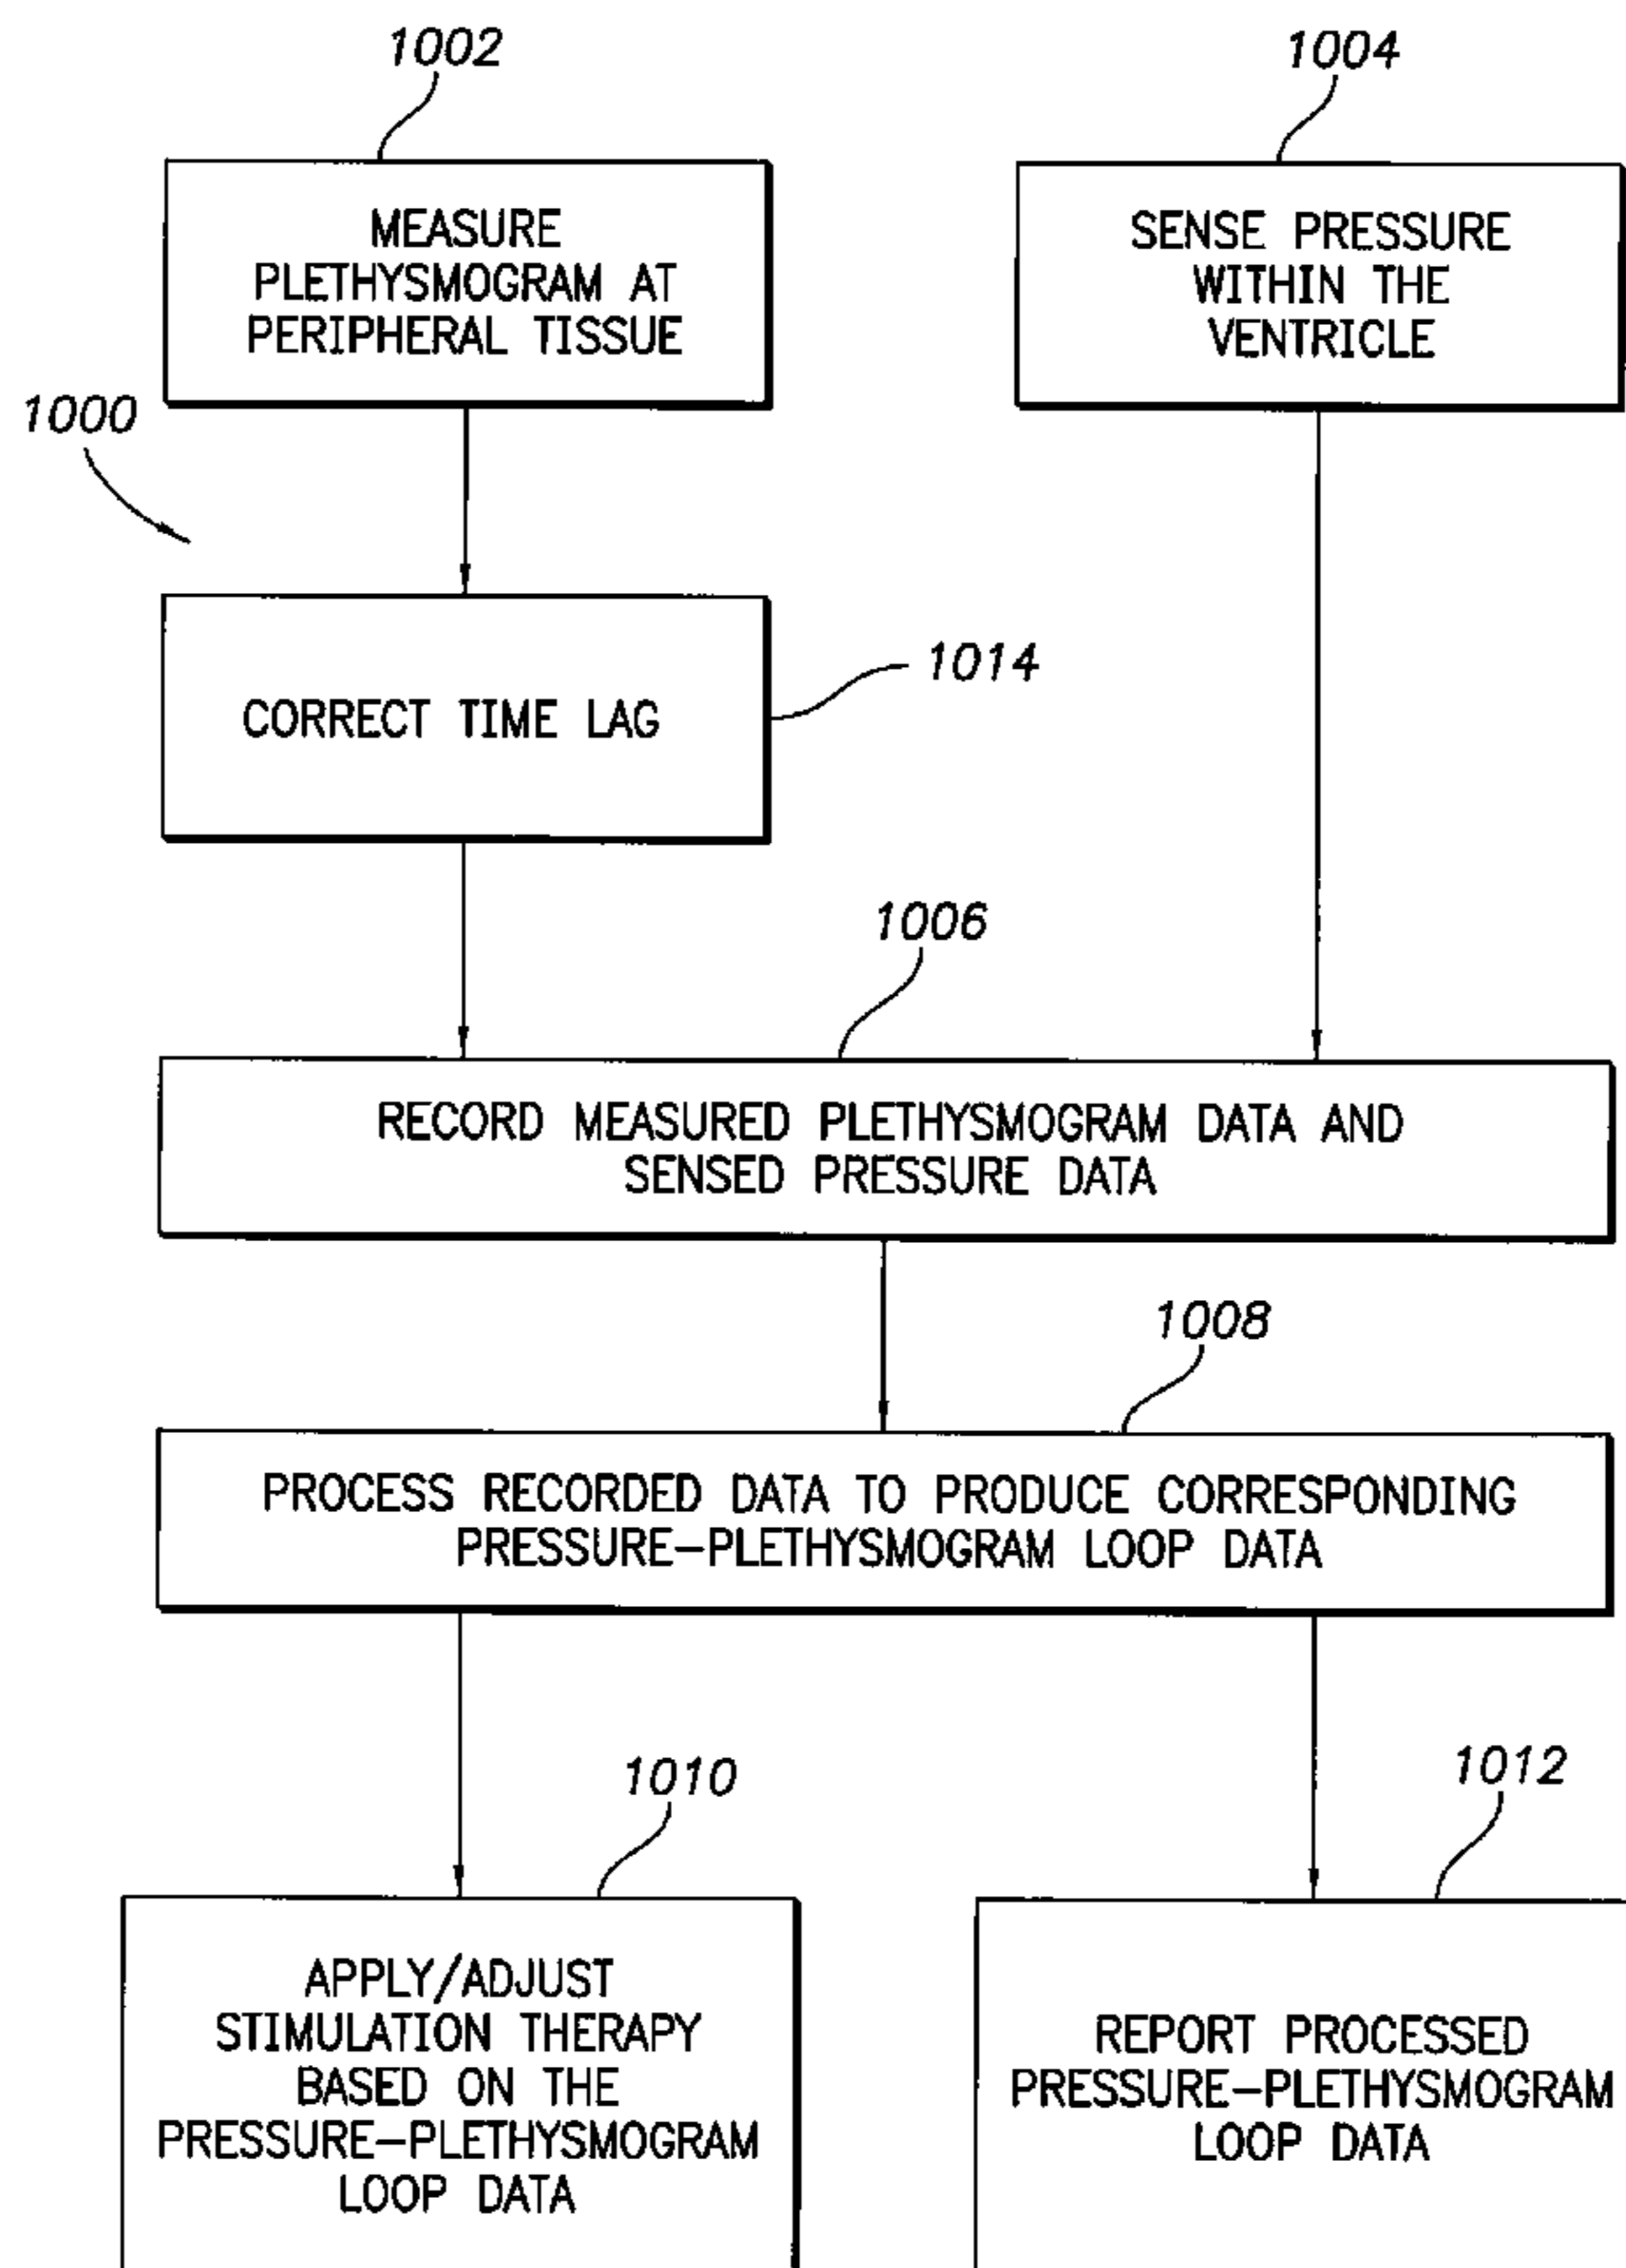 1002
1004
MEASURE
PLETHYSMOGRAM AT
PERIPHERAL TISSUE
SENSE PRESSURE
WITHIN THE
VENTRICLE
1000
CORRECT TIME LAG
1014
1006
RECORD MEASURED PLETHYSMOGRAM DATA AND
SENSED PRESSURE DATA
1008
PROCESS RECORDED DATA TO PRODUCE CORRESPONDING
PRESSURE-PLETHYSMOGRAM LOOP DATA
1010
1012
APPLY/ADJUST
STIMULATION THERAPY
BASED ON THE
PRESSURE-PLETHYSMOGRAM
LOOP DATA
REPORT PROCESSED
PRESSURE-PLETHYSMOGRAM
LOOP DATA